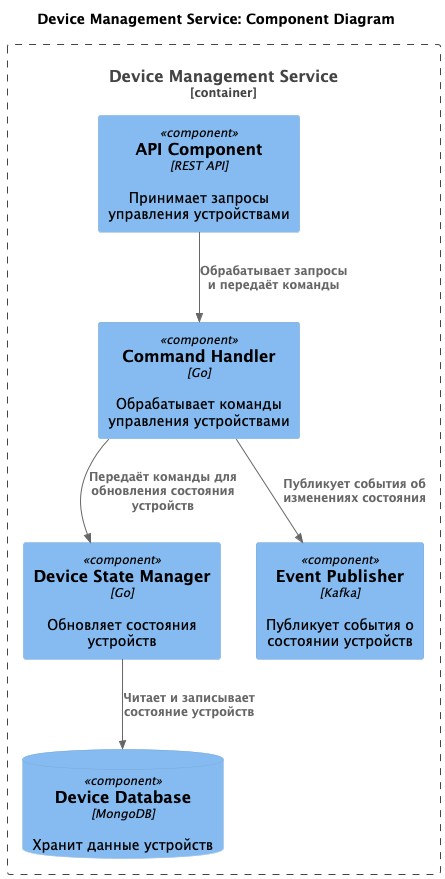 Device Management Service: Component Diagram
Device Management Service
[container]
«component»
API Component
[REST API]
Принимает запросы
управления устройствами
Обрабатывает запросы
и передаёт команды
«component»
Command Handler
[Go]
Обрабатывает команды
управления устройствами
Передаёт команды для
обновления состояния
устройств
Публикует события об
изменениях состояния
«component»
Device State Manager
[Go]
Обновляет состояния
устройств
«component»
Event Publisher
[Kafka]
Публикует события о
состоянии устройств
Читает и записывает
состояние устройств
«component»
Device Database
[MongoDB]
Хранит данные устройств